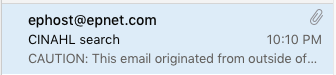 ephost@epnet.com
CINAHL search 10:10 PM
CAUTION: This email originated from outside of...